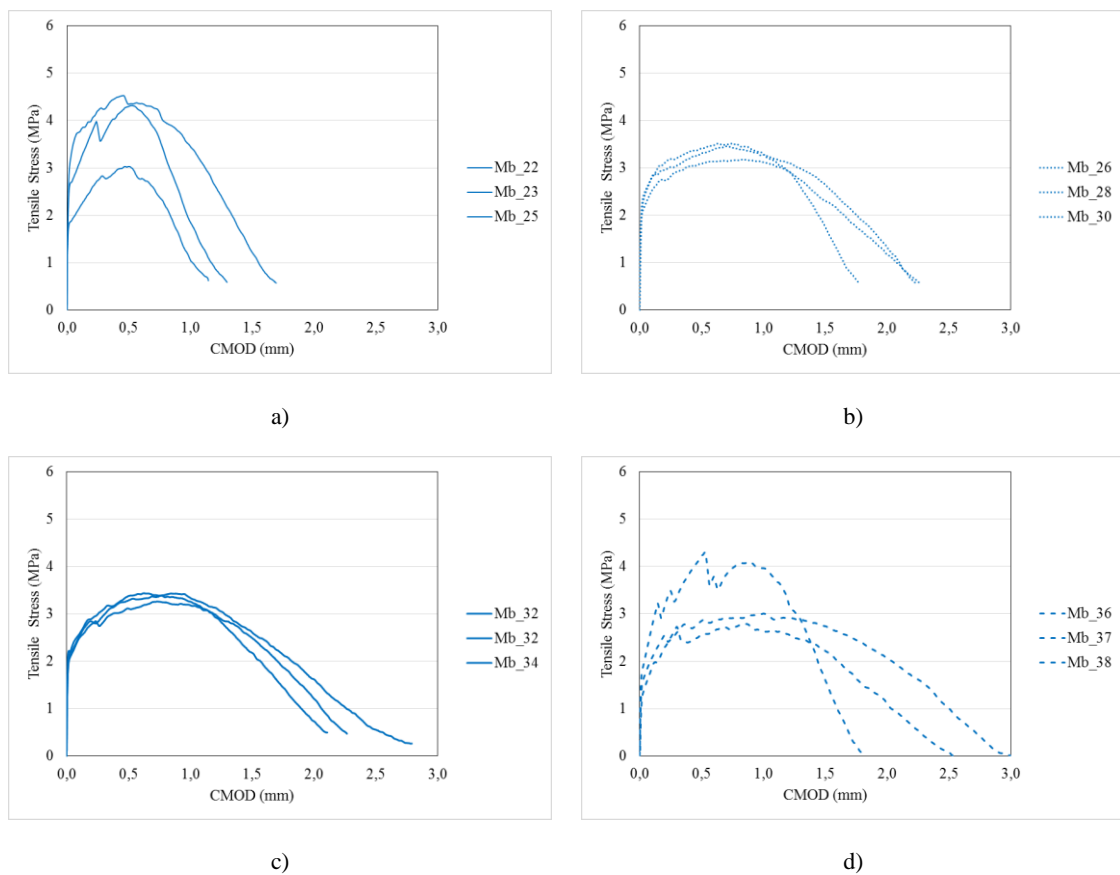 6
5
4
3
2
1
0
Tensile Stress (MPa)
0,0 0,5 1,0 1,5 2,0 2,5 3,0
CMOD (mm)
Mb_22
Mb_23
Mb_25
a)
6
5
4
3
2
1
0
Tensile Stress (MPa)
0,0 0,5 1,0 1,5 2,0 2,5 3,0
CMOD (mm)
Mb_26
Mb_28
Mb_30
b)
6
5
4
3
2
1
0
Tensile Stress (MPa)
0,0 0,5 1,0 1,5 2,0 2,5 3,0
CMOD (mm)
Mb_32
Mb_32
Mb_34
c)
6
5
4
3
2
1
0
Tensile Stress (MPa)
0,0 0,5 1,0 1,5 2,0 2,5 3,0
CMOD (mm)
Mb_36
Mb_37
Mb_38
d)